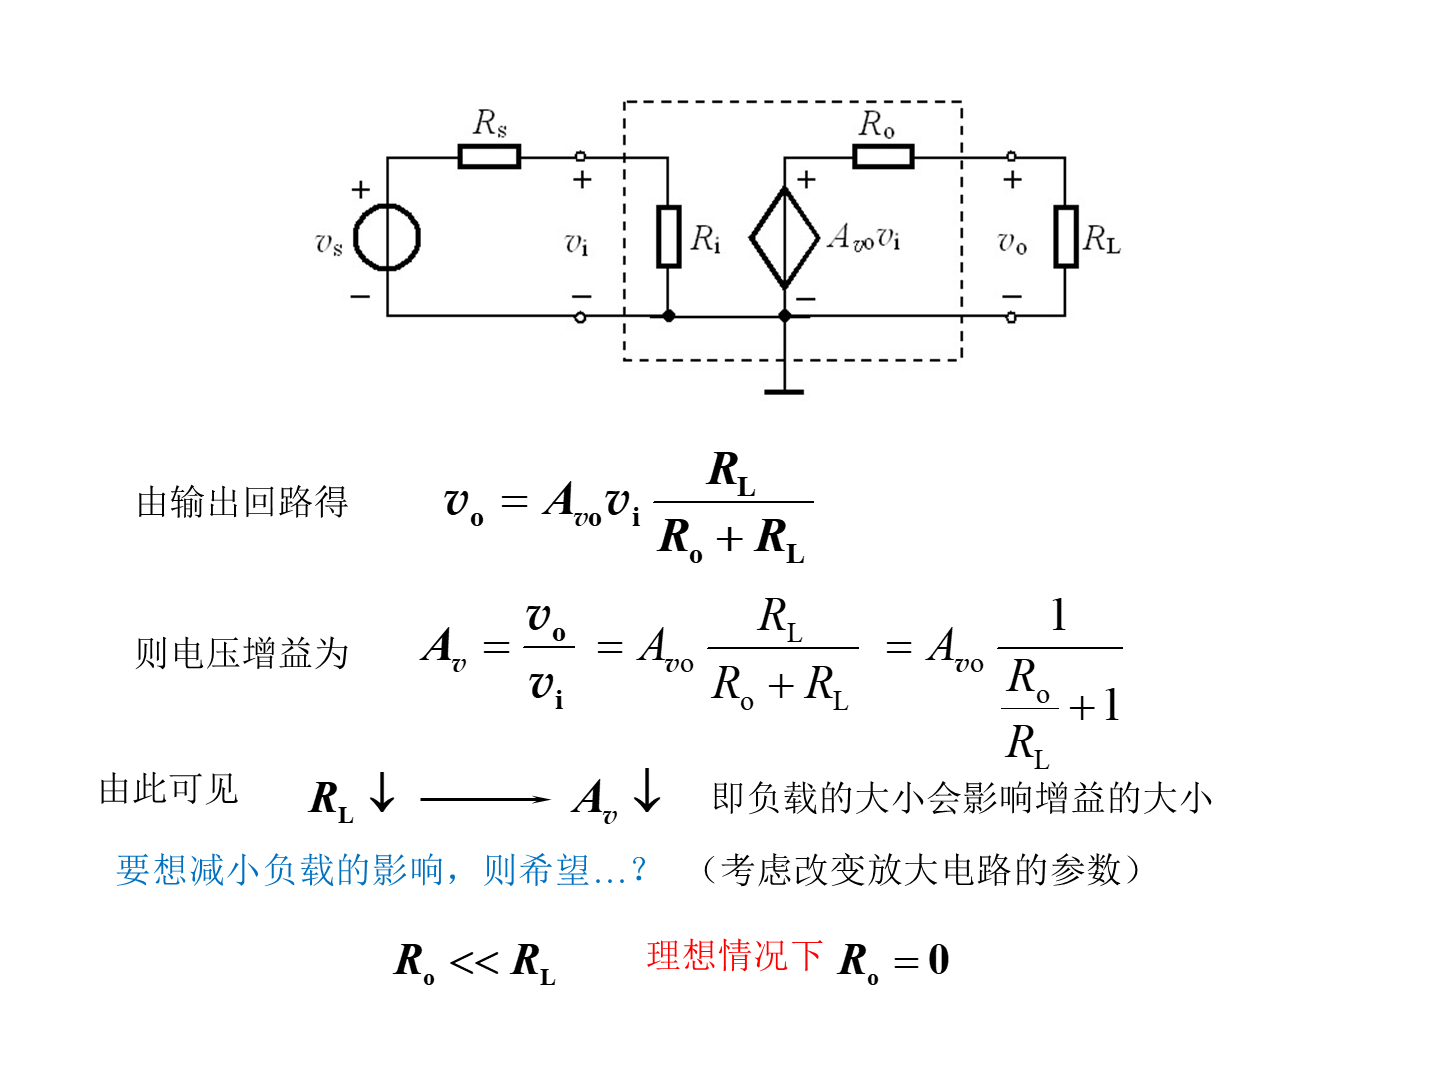 Rs Ro
+ + + +
vs vi Ri Avovi vo RL
− − − −
由输出回路得 vo = Avovi RL/(Ro + RL)
则电压增益为 Av = vo/vi = Avo RL/(Ro + RL) = Avo 1/(Ro/RL + 1)
由此可见 RL↓ ⟶ Av↓ 即负载的大小会影响增益的大小
要想减小负载的影响，则希望…？ （考虑改变放大电路的参数）
Ro << RL 理想情况下 Ro = 0